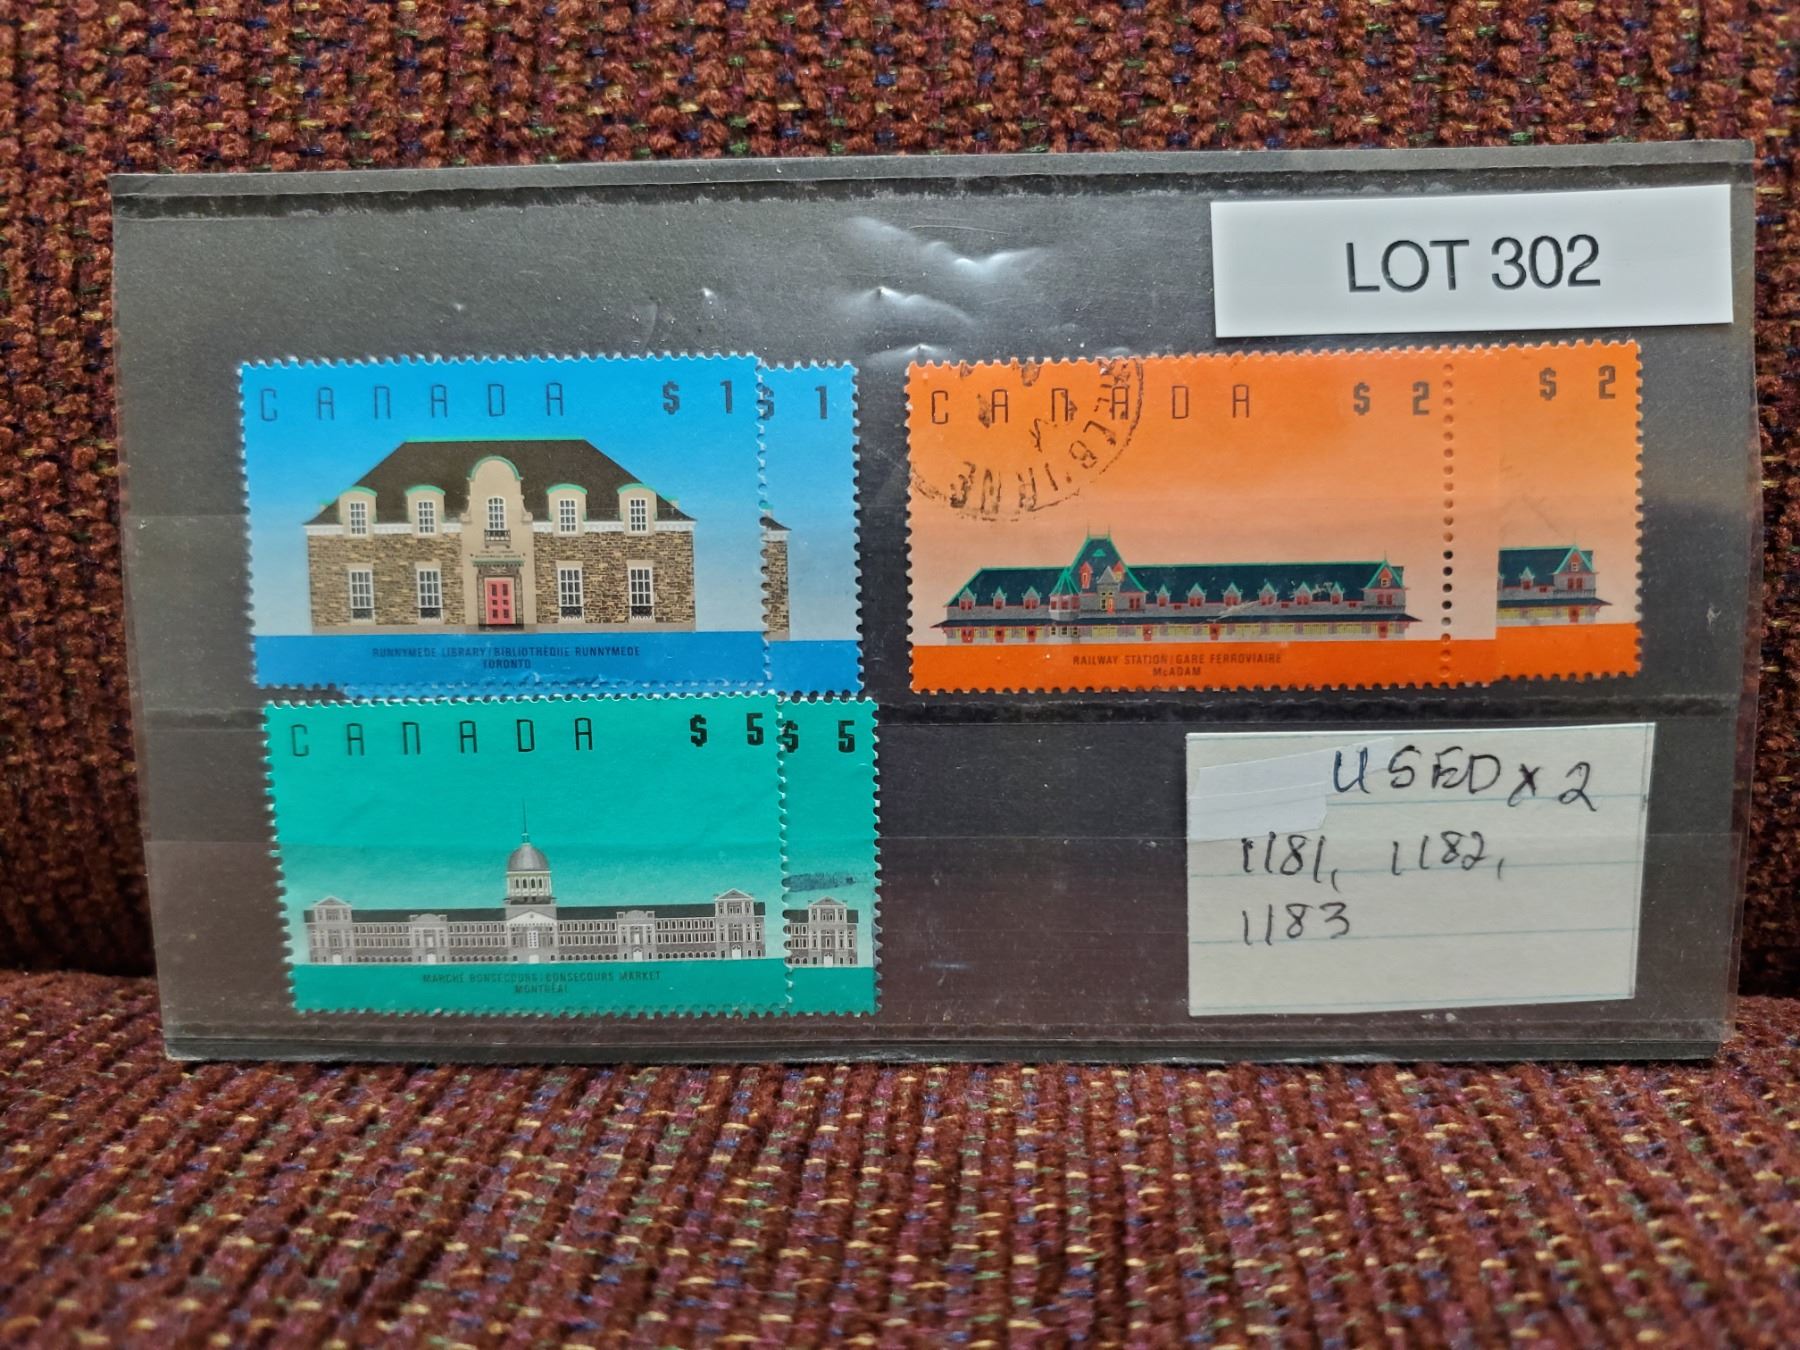 LOT 302
CANADA $1
$1
RUNNYMEDE LIBRARY/BIBLIOTHÈQUE RUNNYMEDE
TORONTO
CANADA $2
$2
RAILWAY STATION/GARE FERROVIAIRE
McADAM
CANADA $5
$5
MARCHÉ BONSECOURS/BONSECOURS MARKET
MONTRÉAL
USED x 2
1181, 1182,
1183